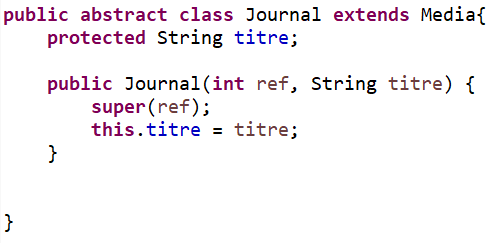 public abstract class Journal extends Media{
    protected String titre;
    public Journal(int ref, String titre) {
        super(ref);
        this.titre = titre;
    }
}